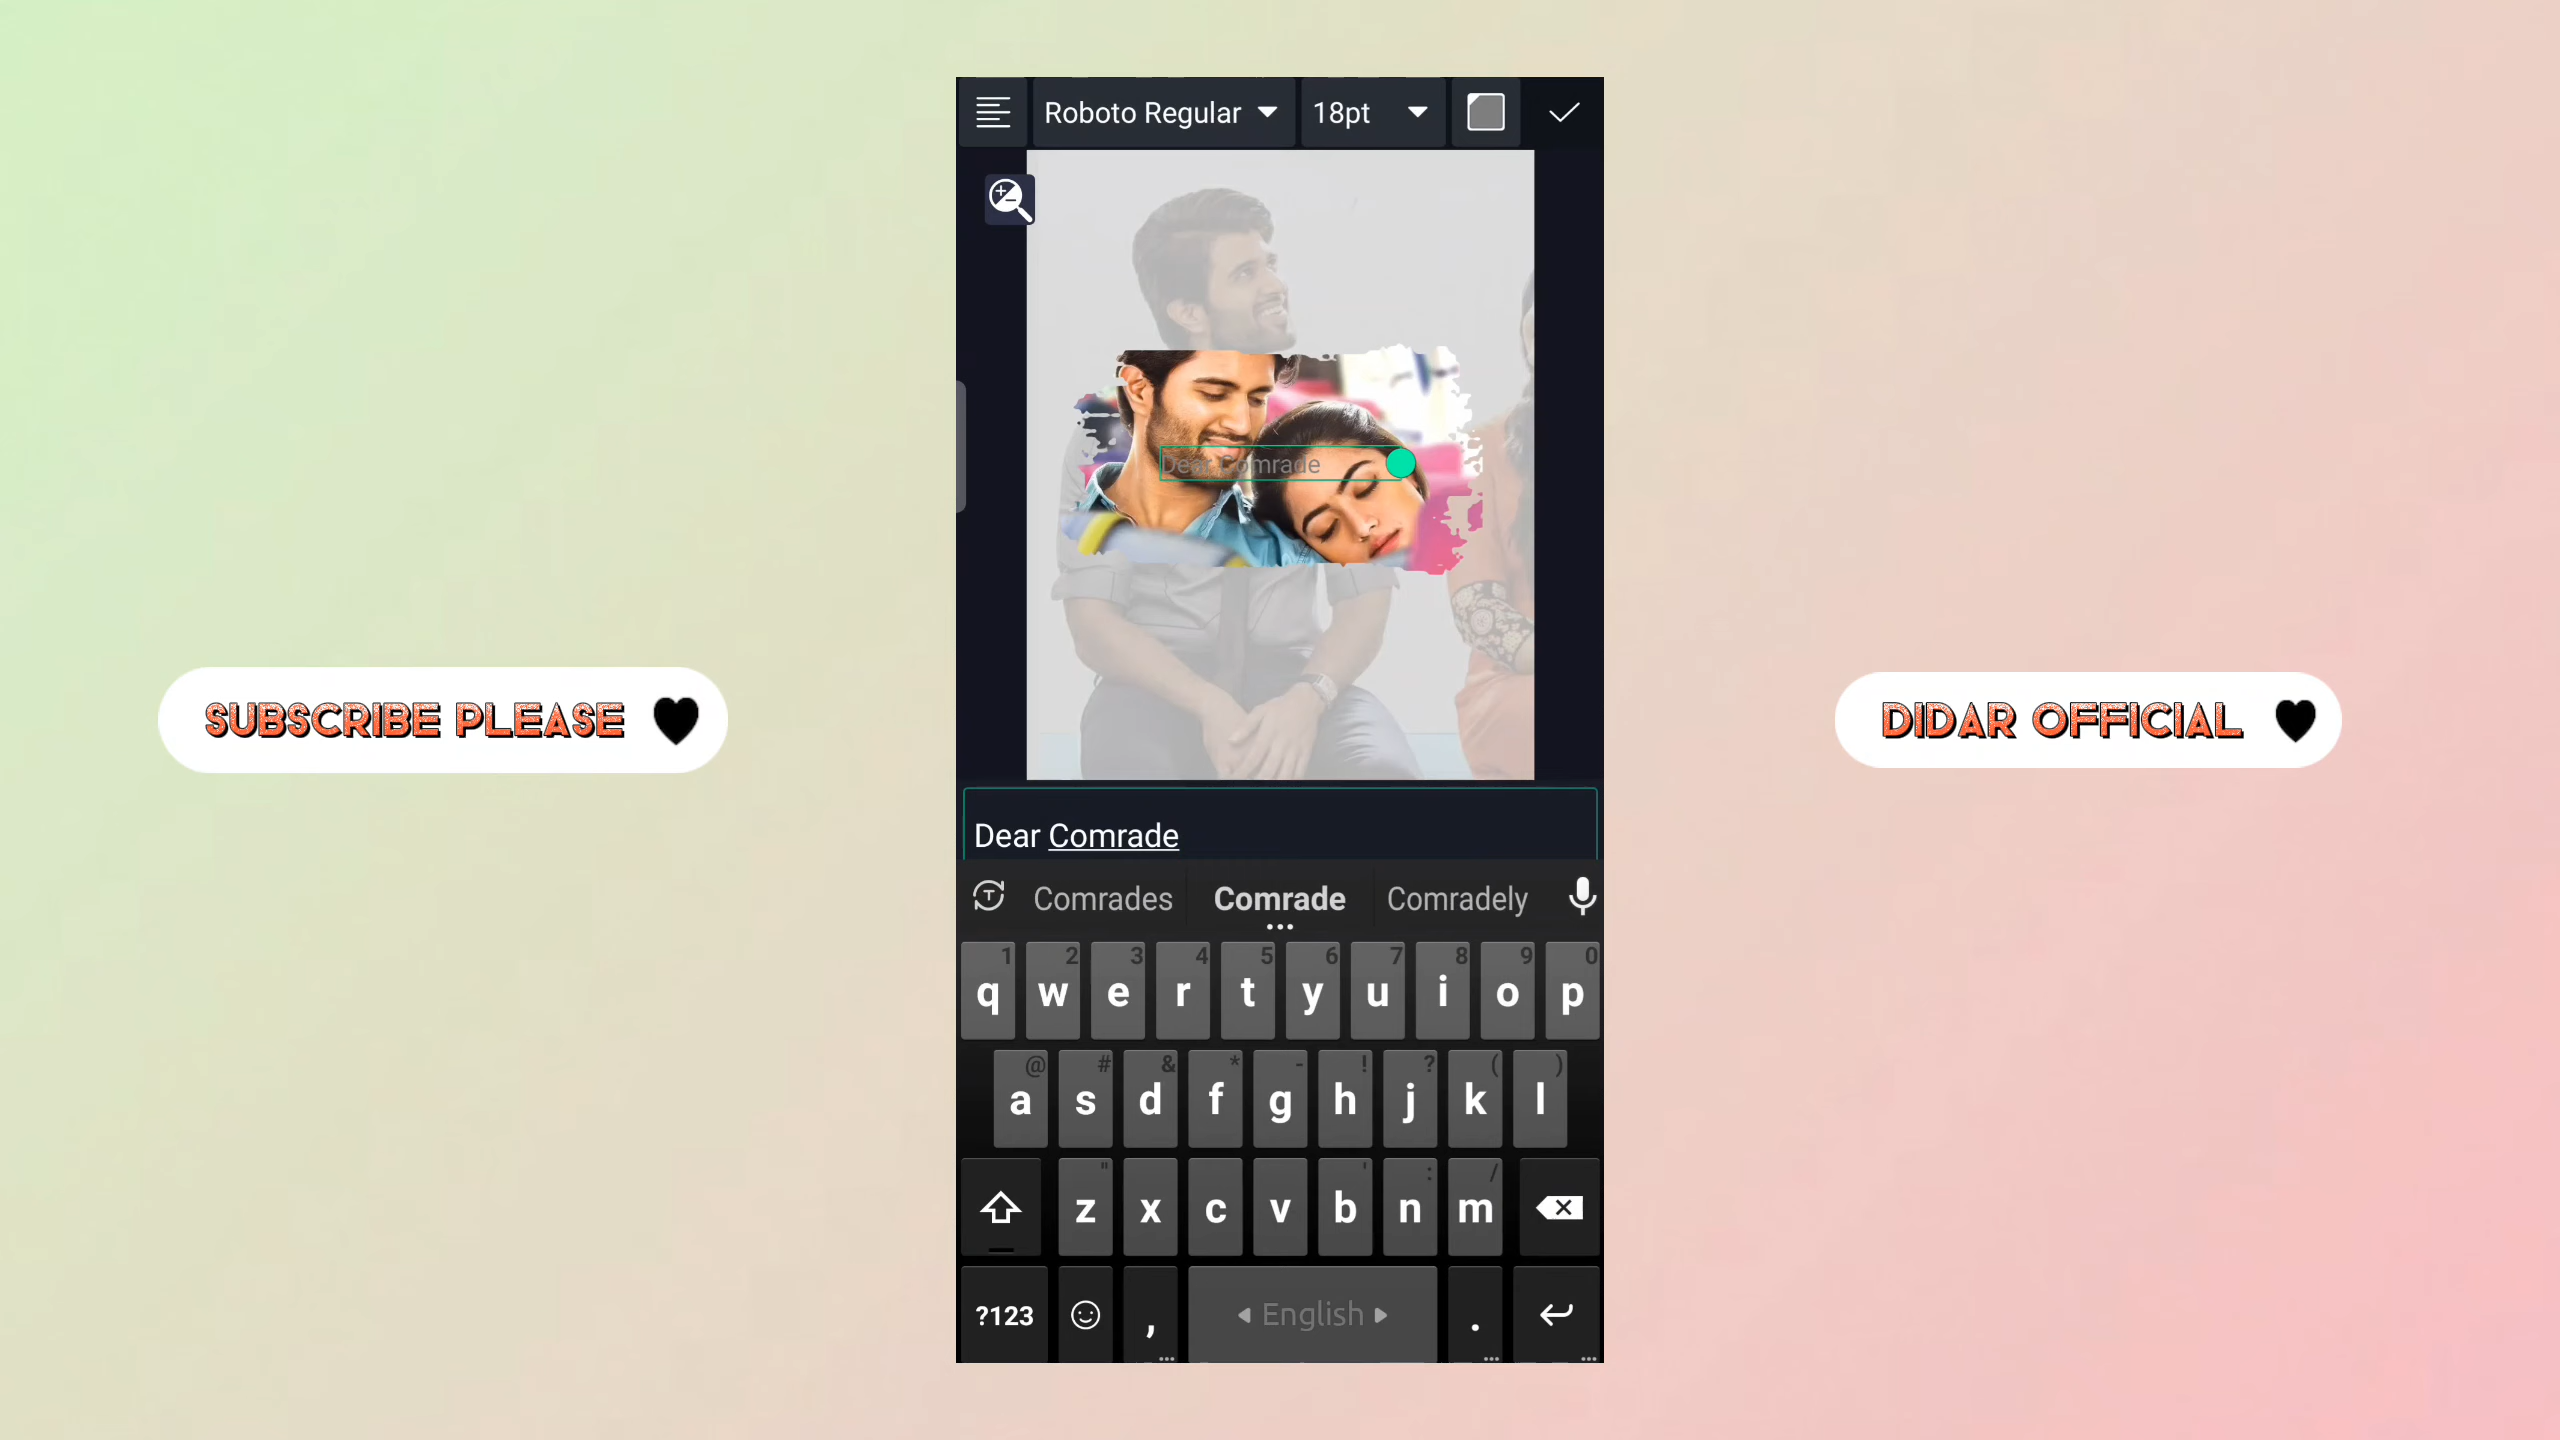 Roboto Regular 18pt
Dear Comrade
SUBSCRIBE PLEASE
DIDAR OFFICIAL
Dear Comrade
Comrades Comrade Comradely
1 2 3 4 5 6 7 8 9 0
q w e r t y u i o p
@ # & * - ! ? ( )
a s d f g h j k l
" ' : /
z x c v b n m
?123 , English .